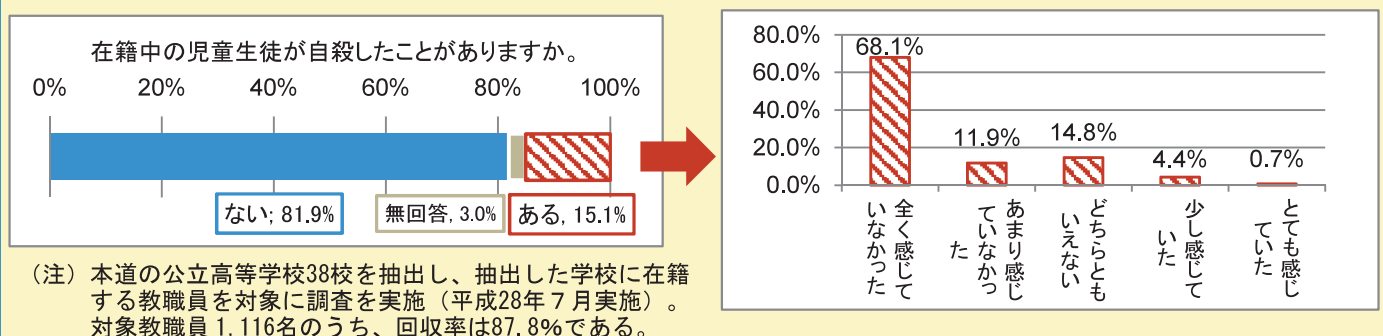 在籍中の児童生徒が自殺したことがありますか。
0% 20% 40% 60% 80% 100%
ない; 81.9% 無回答, 3.0% ある, 15.1%
(注) 本道の公立高等学校38校を抽出し、抽出した学校に在籍
する教職員を対象に調査を実施(平成28年7月実施)。
対象教職員1,116名のうち、回収率は87.8%である。
80.0%
60.0%
40.0%
20.0%
0.0%
68.1%
11.9%
14.8%
4.4%
0.7%
全く感じて
いなかった
あまり感じ
ていなかっ
た
どちらとも
いえない
少し感じて
いた
とても感じ
ていた